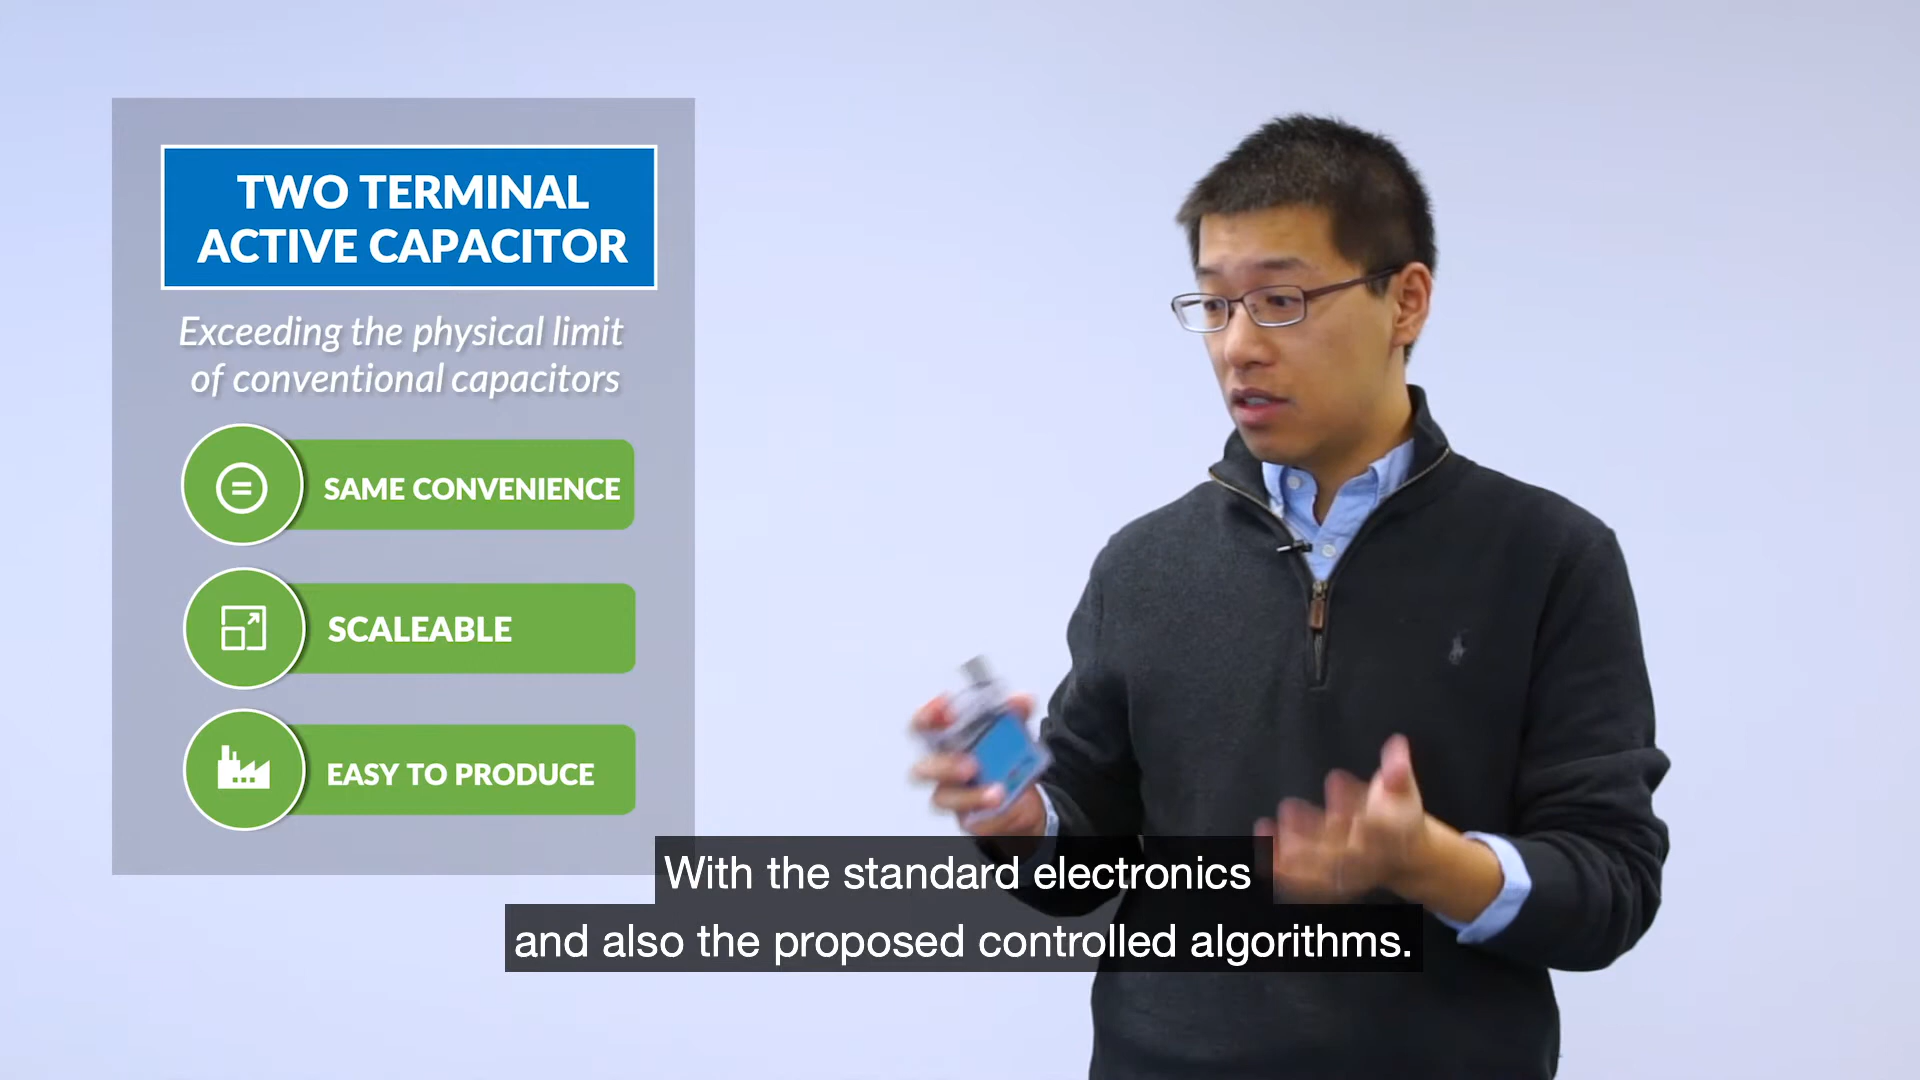 TWO TERMINAL
ACTIVE CAPACITOR
Exceeding the physical limit
of conventional capacitors
SAME CONVENIENCE
SCALEABLE
EASY TO PRODUCE
With the standard electronics
and also the proposed controlled algorithms.